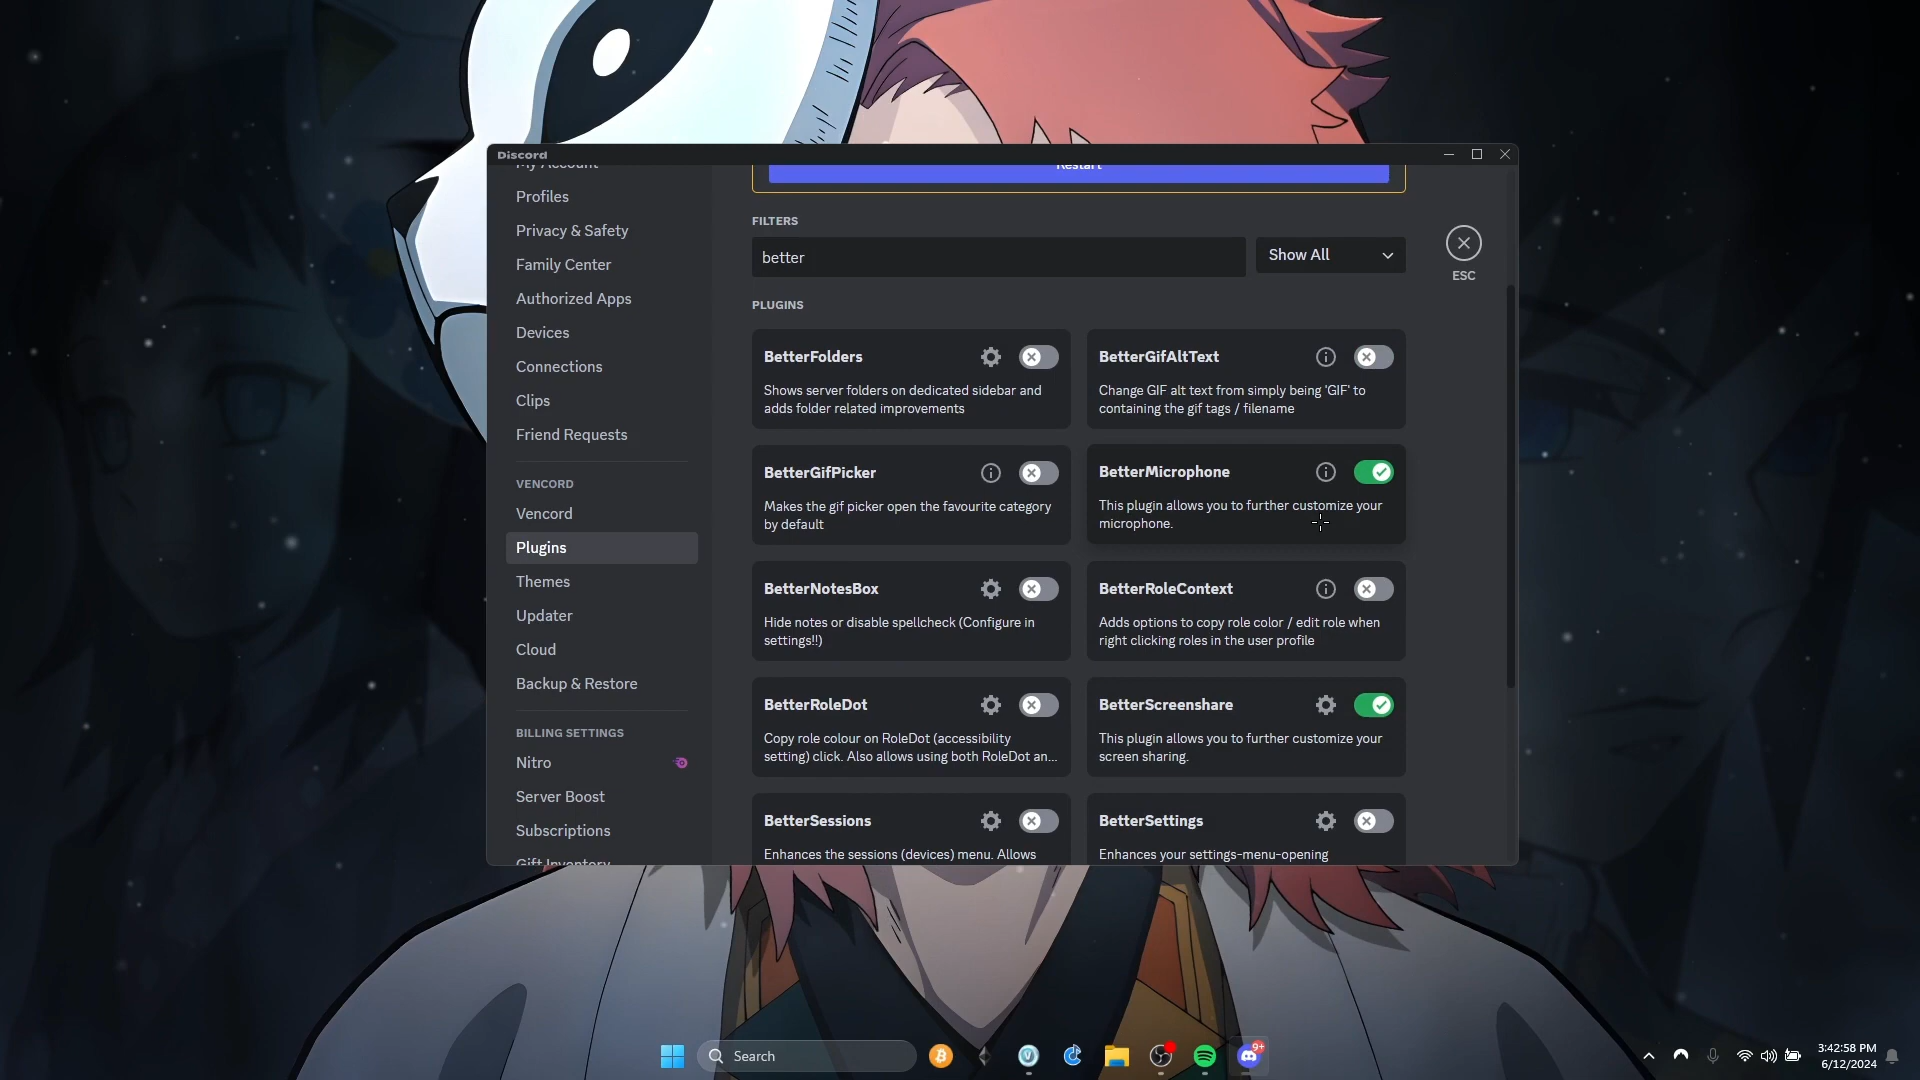 Discord
My Account
Profiles
Privacy & Safety
Family Center
Authorized Apps
Devices
Connections
Clips
Friend Requests
VENCORD
Vencord
Plugins
Themes
Updater
Cloud
Backup & Restore
BILLING SETTINGS
Nitro
Server Boost
Subscriptions
Gift Inventory
Restart
FILTERS
better
Show All
ESC
PLUGINS
BetterFolders
Shows server folders on dedicated sidebar and
adds folder related improvements
BetterGifAltText
Change GIF alt text from simply being 'GIF' to
containing the gif tags / filename
BetterGifPicker
Makes the gif picker open the favourite category
by default
BetterMicrophone
This plugin allows you to further customize your
microphone.
BetterNotesBox
Hide notes or disable spellcheck (Configure in
settings!!)
BetterRoleContext
Adds options to copy role color / edit role when
right clicking roles in the user profile
BetterRoleDot
Copy role colour on RoleDot (accessibility
setting) click. Also allows using both RoleDot an...
BetterScreenshare
This plugin allows you to further customize your
screen sharing.
BetterSessions
Enhances the sessions (devices) menu. Allows
BetterSettings
Enhances your settings-menu-opening
Search
9+
3:42:58 PM
6/12/2024